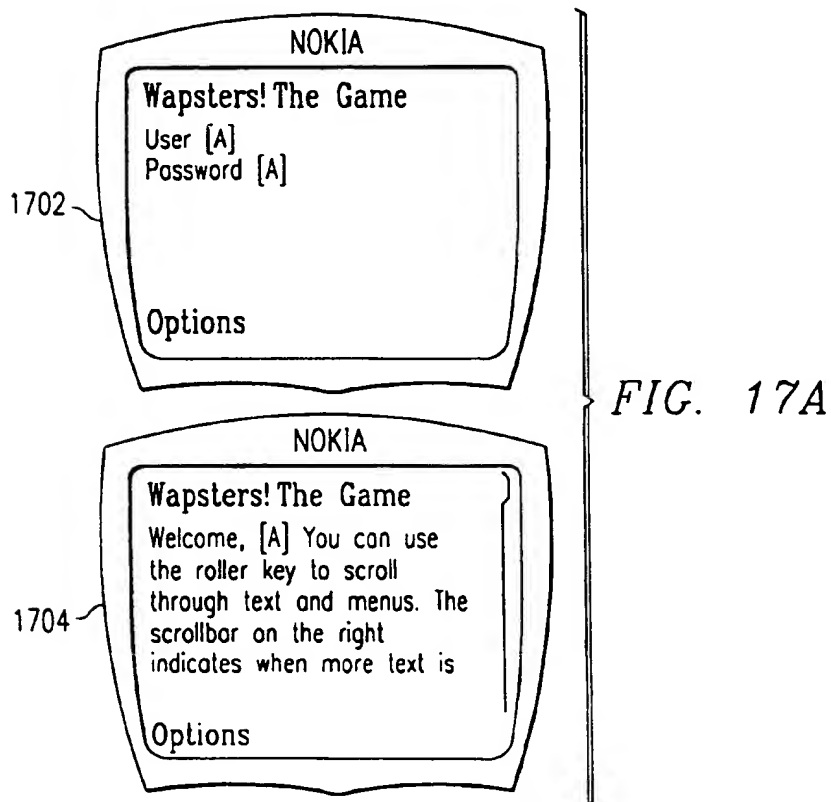 NOKIA
Wapsters! The Game
User [A]
Password [A]
1702
Options
FIG. 17A
NOKIA
Wapsters! The Game
Welcome, [A] You can use
the roller key to scroll
through text and menus. The
1704
scrollbar on the right
indicates when more text is
Options